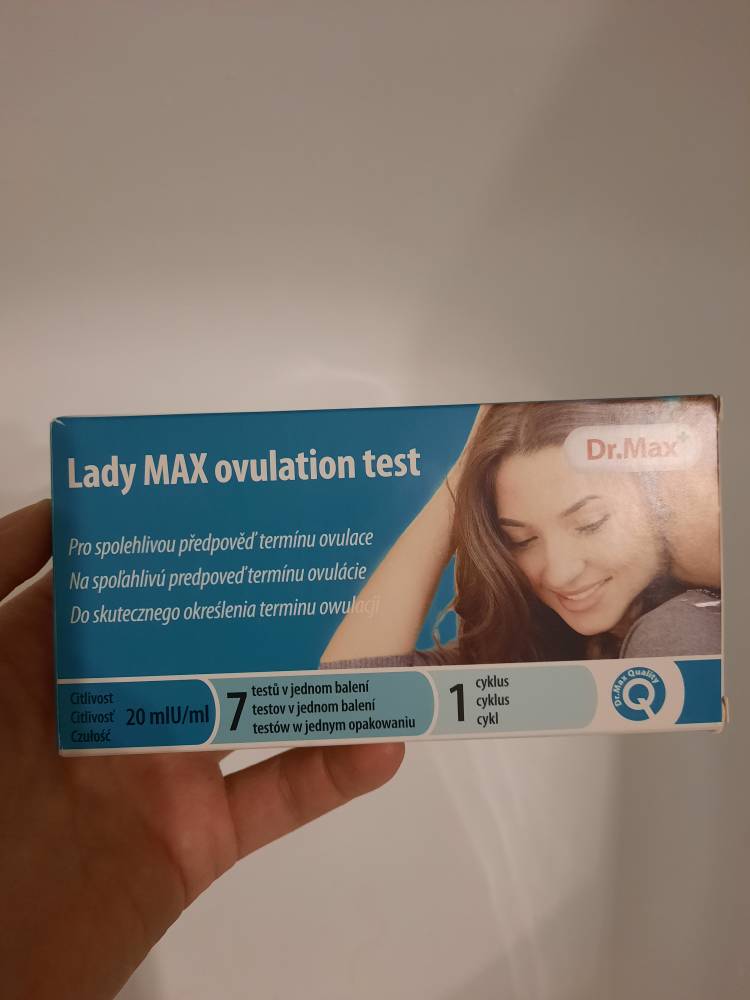 Lady MAX ovulation test
Dr.Max+
Pro spolehlivou předpověď termínu ovulace
Na spoľahlivú predpoveď termínu ovulácie
Do skutecznego określenia terminu owulacji
Citlivost
Citlivosť
Czułość
20 mIU/ml
7
testů v jednom balení
testov v jednom balení
testów w jednym opakowaniu
1
cyklus
cyklus
cykl
Dr.Max Quality
Q